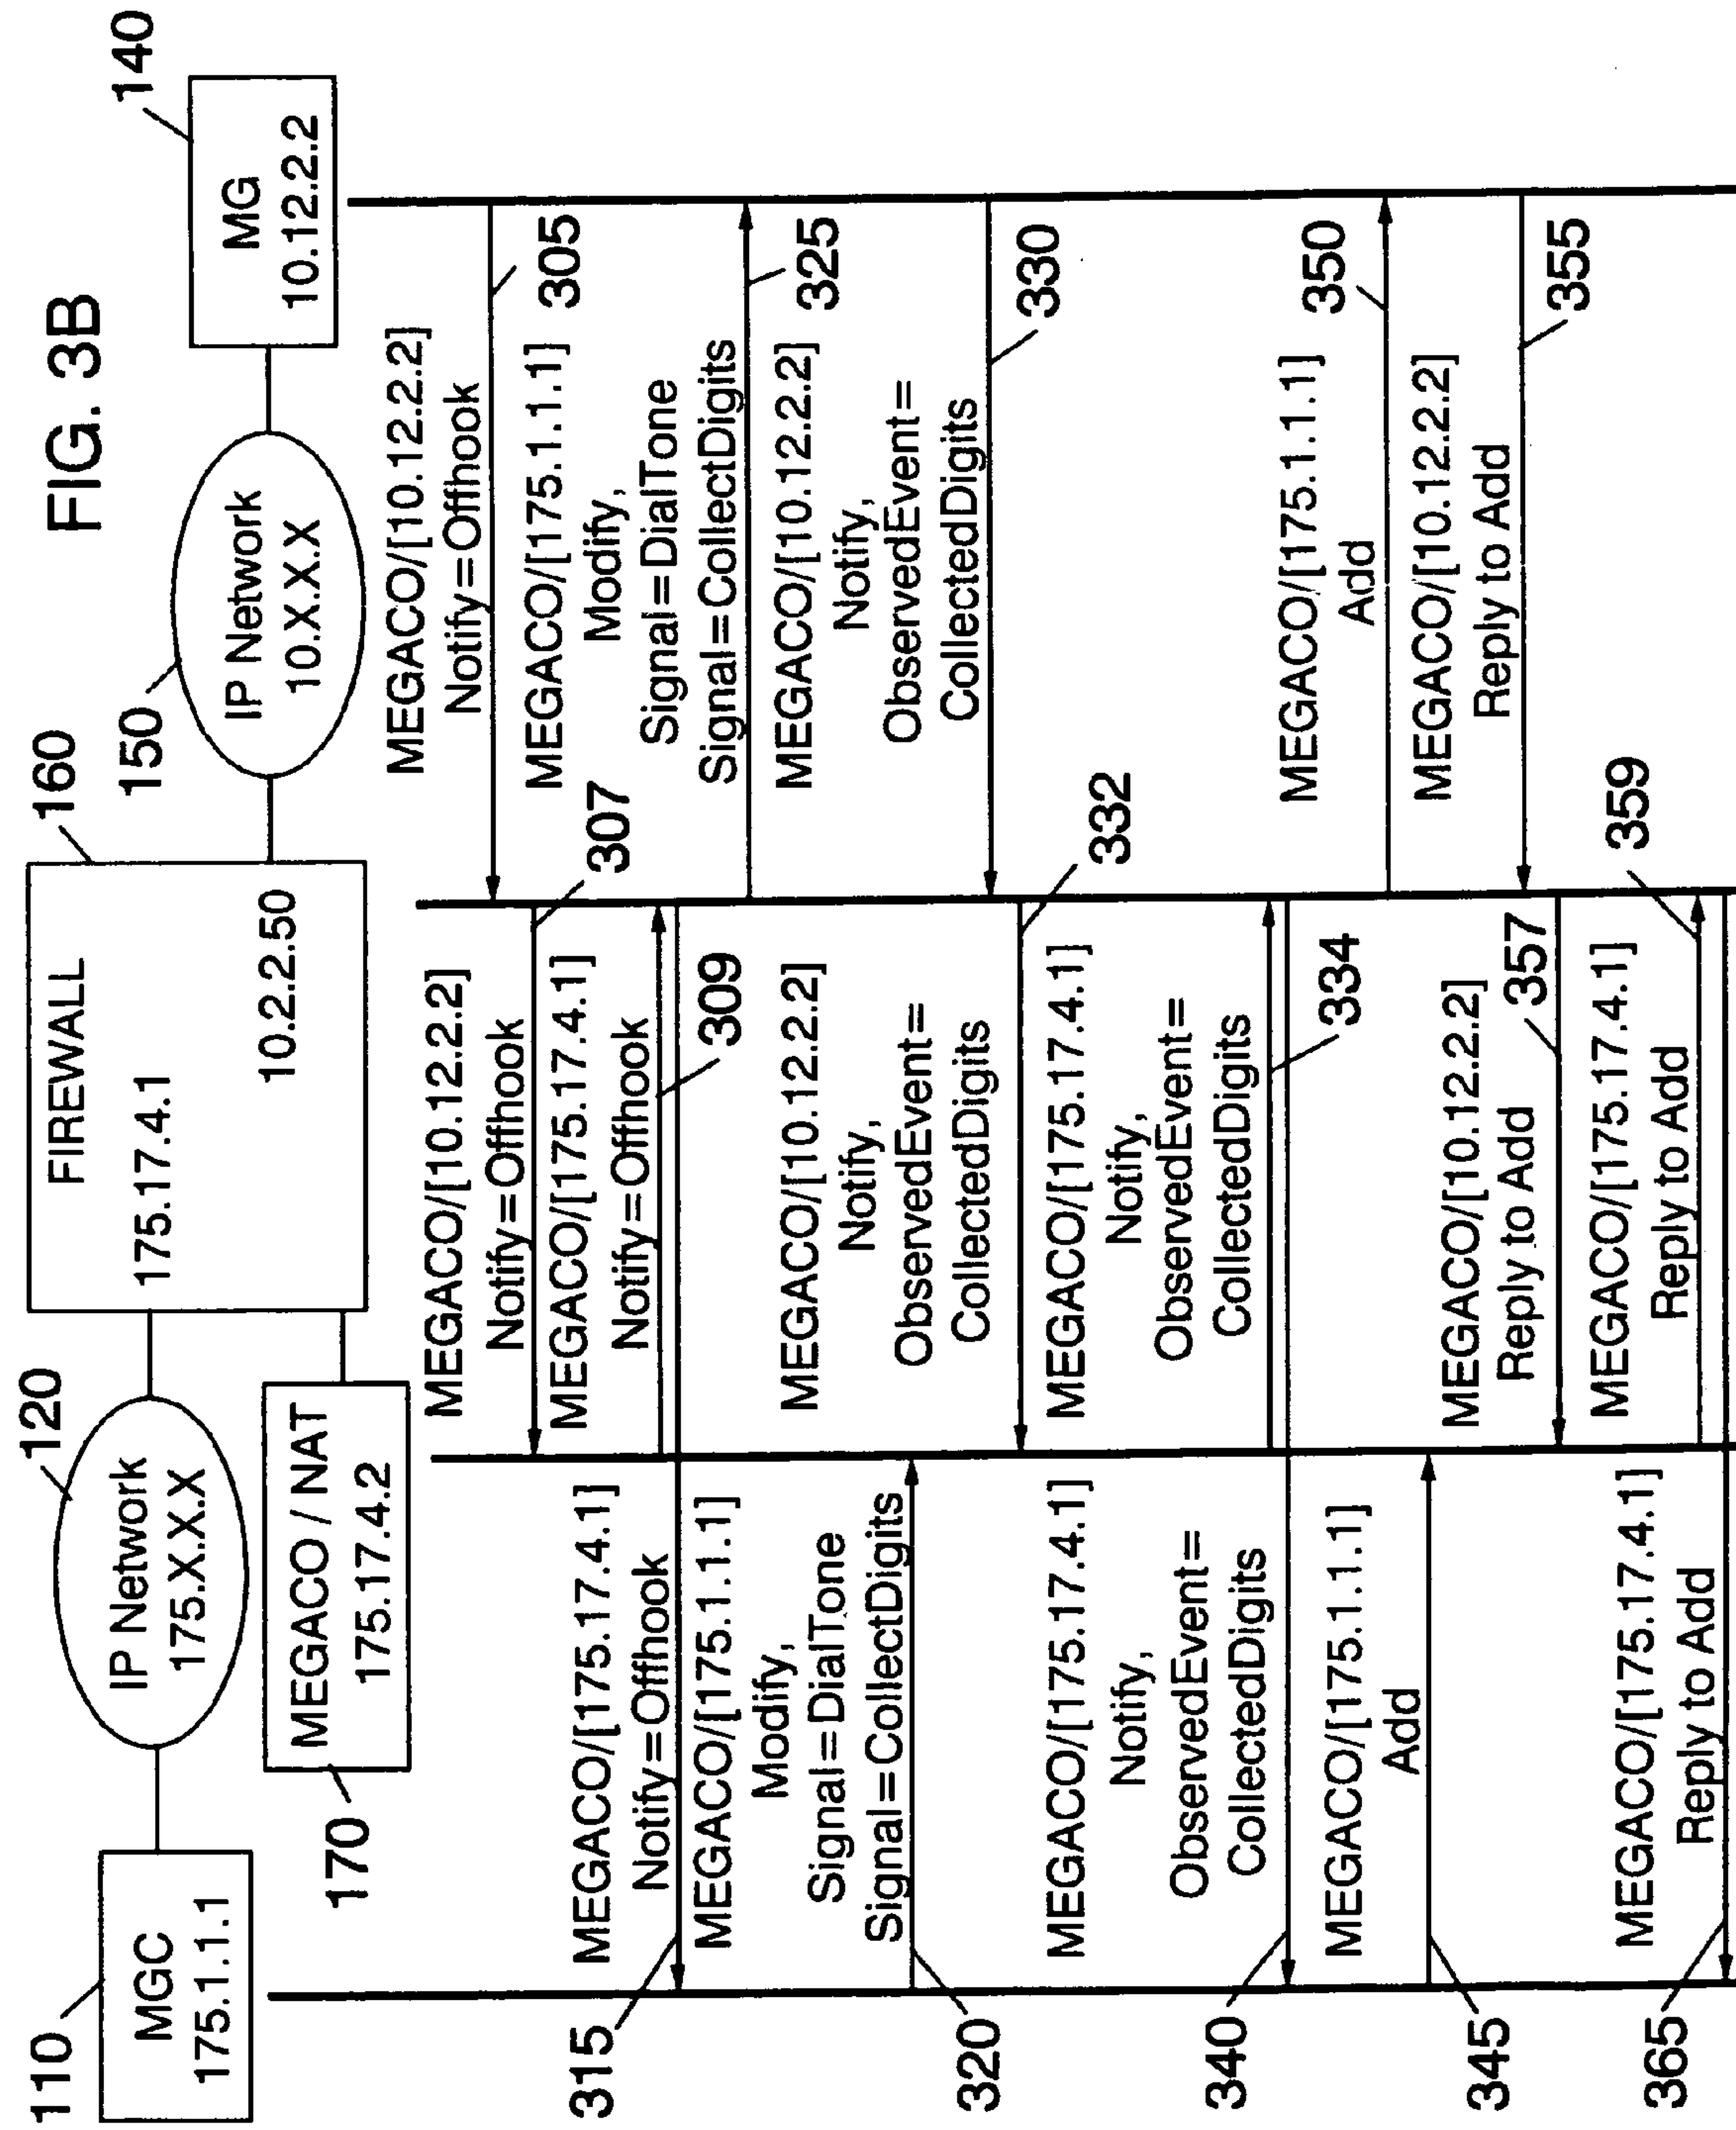 FIG. 3B
110
MGC
175.1.1.1
120
IP Network
175.X.X.X
170
MEGACO / NAT
175.17.4.2
160
FIREWALL
175.17.4.1
10.2.2.50
150
IP Network
10.X.X.X
140
MG
10.12.2.2
MEGACO/[10.12.2.2]
Notify=Offhook
305
MEGACO/[10.12.2.2]
Notify=Offhook
307
MEGACO/[175.17.4.1]
Notify=Offhook
309
MEGACO/[175.17.4.1]
Notify=Offhook
315
MEGACO/[175.1.1.1]
Modify,
Signal=DialTone
Signal=CollectDigits
320
MEGACO/[175.1.1.1]
Modify,
Signal=DialTone
Signal=CollectDigits
325
MEGACO/[10.12.2.2]
Notify,
ObservedEvent=
CollectedDigits
330
MEGACO/[10.12.2.2]
Notify,
ObservedEvent=
CollectedDigits
332
MEGACO/[175.17.4.1]
Notify,
ObservedEvent=
CollectedDigits
334
MEGACO/[175.17.4.1]
Notify,
ObservedEvent=
CollectedDigits
340
MEGACO/[175.1.1.1]
Add
345
MEGACO/[175.1.1.1]
Add
350
MEGACO/[10.12.2.2]
Reply to Add
355
MEGACO/[10.12.2.2]
Reply to Add
357
MEGACO/[175.17.4.1]
Reply to Add
359
MEGACO/[175.17.4.1]
Reply to Add
365